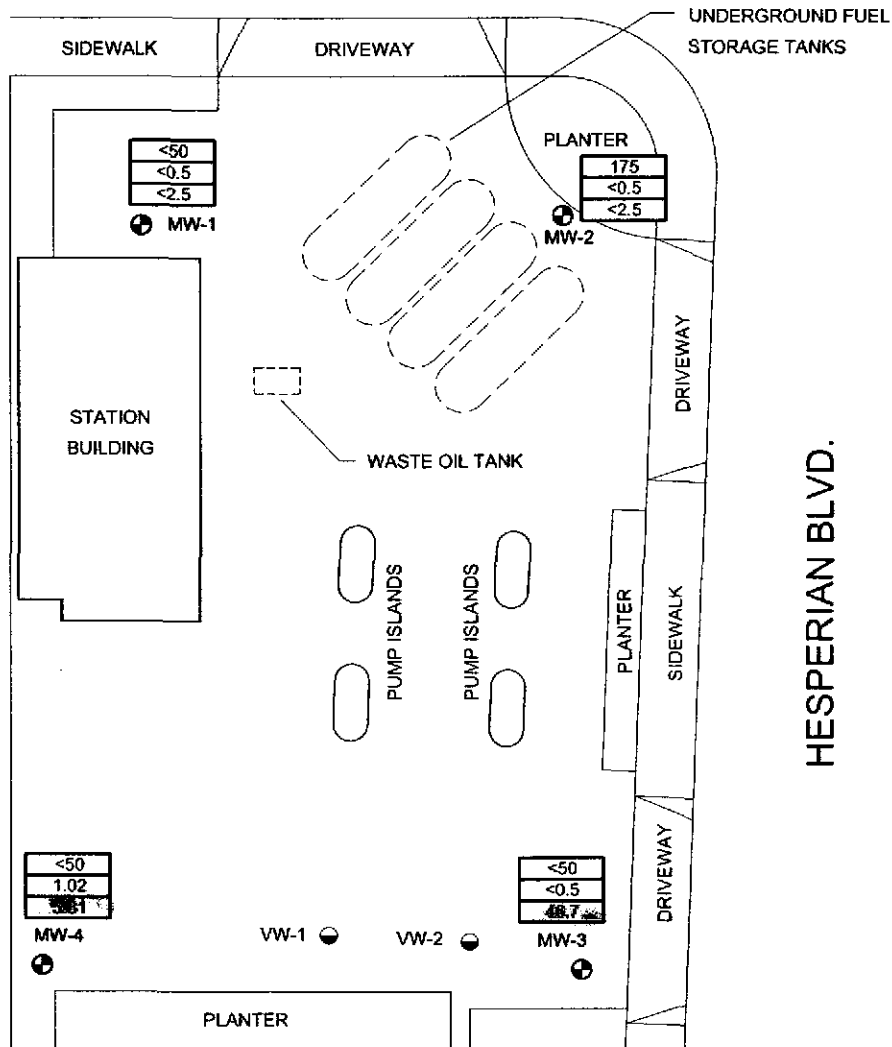 UNDERGROUND FUEL
STORAGE TANKS
SIDEWALK
DRIVEWAY
PLANTER
<50
<0.5
<2.5
MW-1
175
<0.5
<2.5
MW-2
DRIVEWAY
STATION
BUILDING
WASTE OIL TANK
HESPERIAN BLVD.
PUMP ISLANDS
PUMP ISLANDS
PLANTER
SIDEWALK
DRIVEWAY
<50
1.02
MW-4
<50
<0.5
48.7
MW-3
VW-1
VW-2
PLANTER